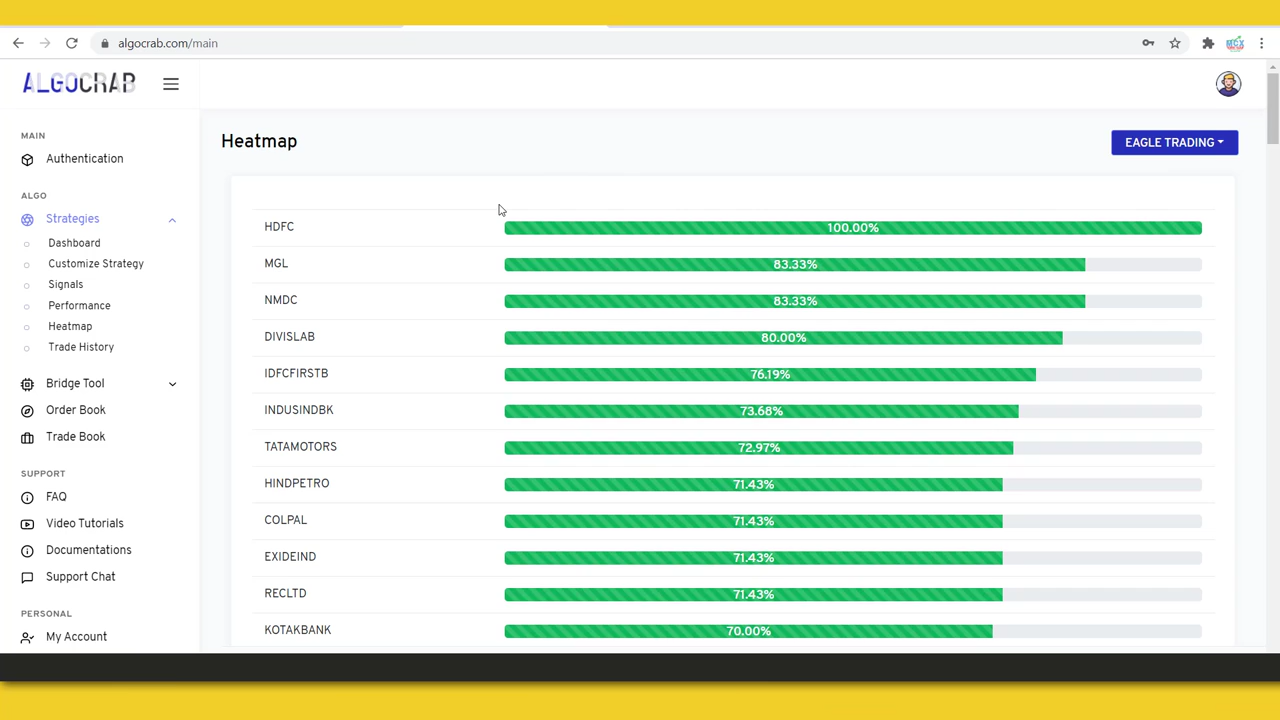 algocrab.com/main
MCX
ALGOCRAB
MAIN
Authentication
ALGO
Strategies
Dashboard
Customize Strategy
Signals
Performance
Heatmap
Trade History
Bridge Tool
Order Book
Trade Book
SUPPORT
FAQ
Video Tutorials
Documentations
Support Chat
PERSONAL
My Account
Heatmap
EAGLE TRADING
HDFC 100.00%
MGL 83.33%
NMDC 83.33%
DIVISLAB 80.00%
IDFCFIRSTB 76.19%
INDUSINDBK 73.68%
TATAMOTORS 72.97%
HINDPETRO 71.43%
COLPAL 71.43%
EXIDEIND 71.43%
RECLTD 71.43%
KOTAKBANK 70.00%